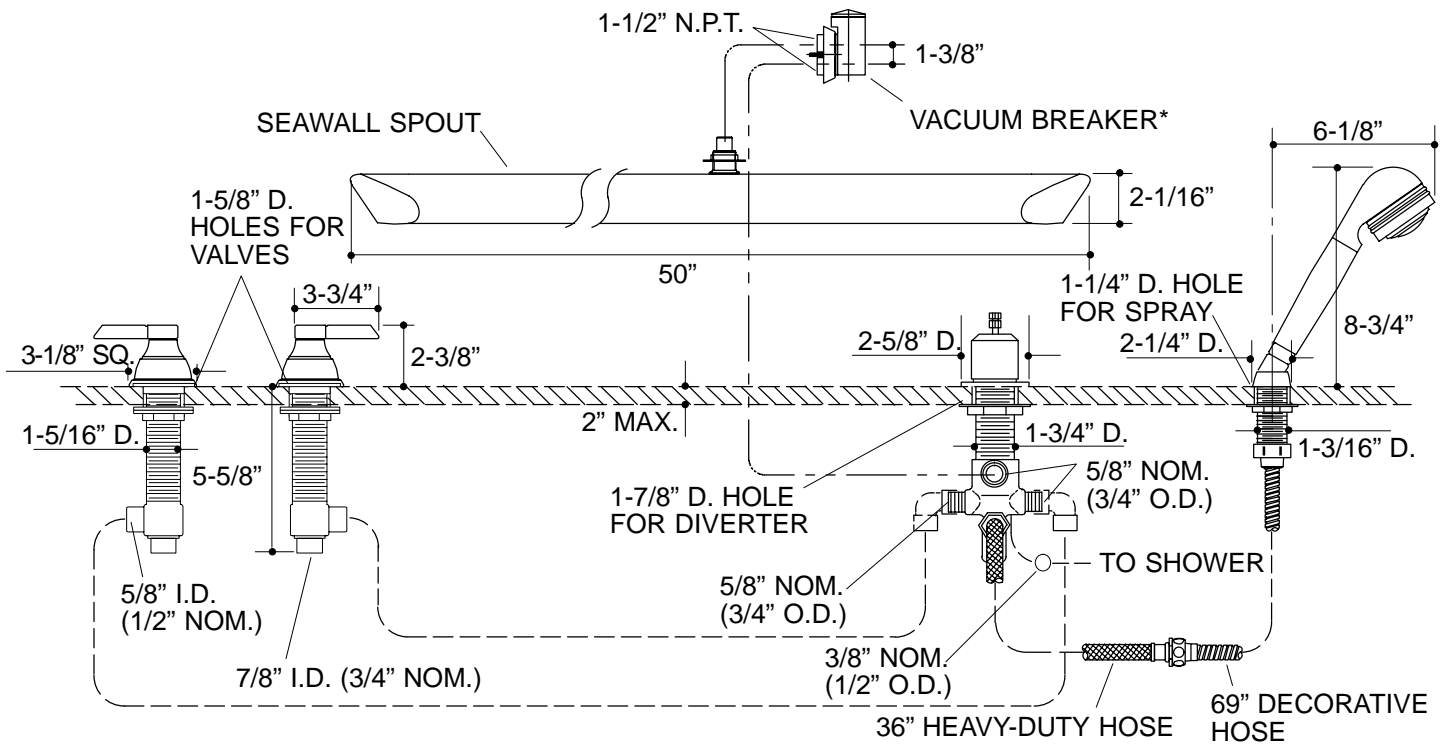 1-1/2” N.P.T.
1-3/8”
SEAWALL SPOUT
VACUUM BREAKER*
6-1/8”
1-5/8” D.
HOLES FOR
VALVES
2-1/16”
50”
3-3/4”
1-1/4” D. HOLE
FOR SPRAY
8-3/4”
3-1/8” SQ.
2-3/8”
2-5/8” D.
2-1/4” D.
2” MAX.
1-5/16” D.
5-5/8”
1-3/4” D.
1-3/16” D.
1-7/8” D. HOLE
FOR DIVERTER
5/8” NOM.
(3/4” O.D.)
TO SHOWER
5/8” I.D.
(1/2” NOM.)
5/8” NOM.
(3/4” O.D.)
7/8” I.D. (3/4” NOM.)
3/8” NOM.
(1/2” O.D.)
36” HEAVY-DUTY HOSE
69” DECORATIVE
HOSE